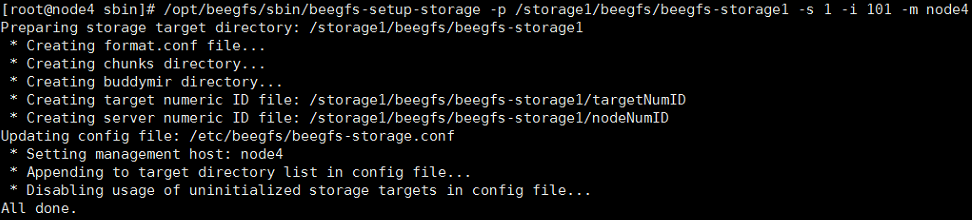 [root@node4 sbin]# /opt/beegfs/sbin/beegfs-setup-storage -p /storage1/beegfs/beegfs-storage1 -s 1 -i 101 -m node4
Preparing storage target directory: /storage1/beegfs/beegfs-storage1
 * Creating format.conf file...
 * Creating chunks directory...
 * Creating buddymir directory...
 * Creating target numeric ID file: /storage1/beegfs/beegfs-storage1/targetNumID
 * Creating server numeric ID file: /storage1/beegfs/beegfs-storage1/nodeNumID
Updating config file: /etc/beegfs/beegfs-storage.conf
 * Setting management host: node4
 * Appending to target directory list in config file...
 * Disabling usage of uninitialized storage targets in config file...
All done.